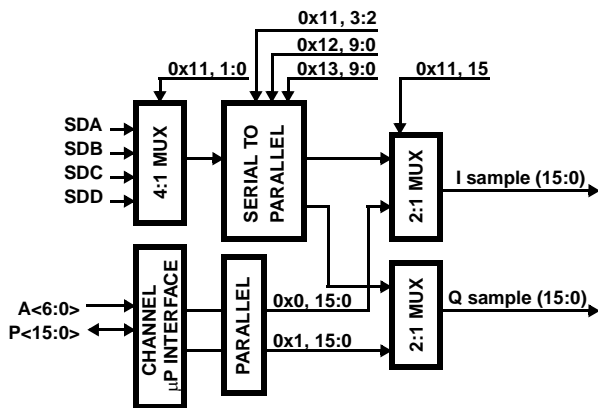 0x11, 3:2
0x12, 9:0
0x11, 1:0
0x13, 9:0
0x11, 15
SDA
SDB
SDC
SDD
4:1 MUX
SERIAL TO
PARALLEL
2:1 MUX
I sample (15:0)
A<6:0>
P<15:0>
CHANNEL
µP INTERFACE
PARALLEL
0x0, 15:0
0x1, 15:0
2:1 MUX
Q sample (15:0)